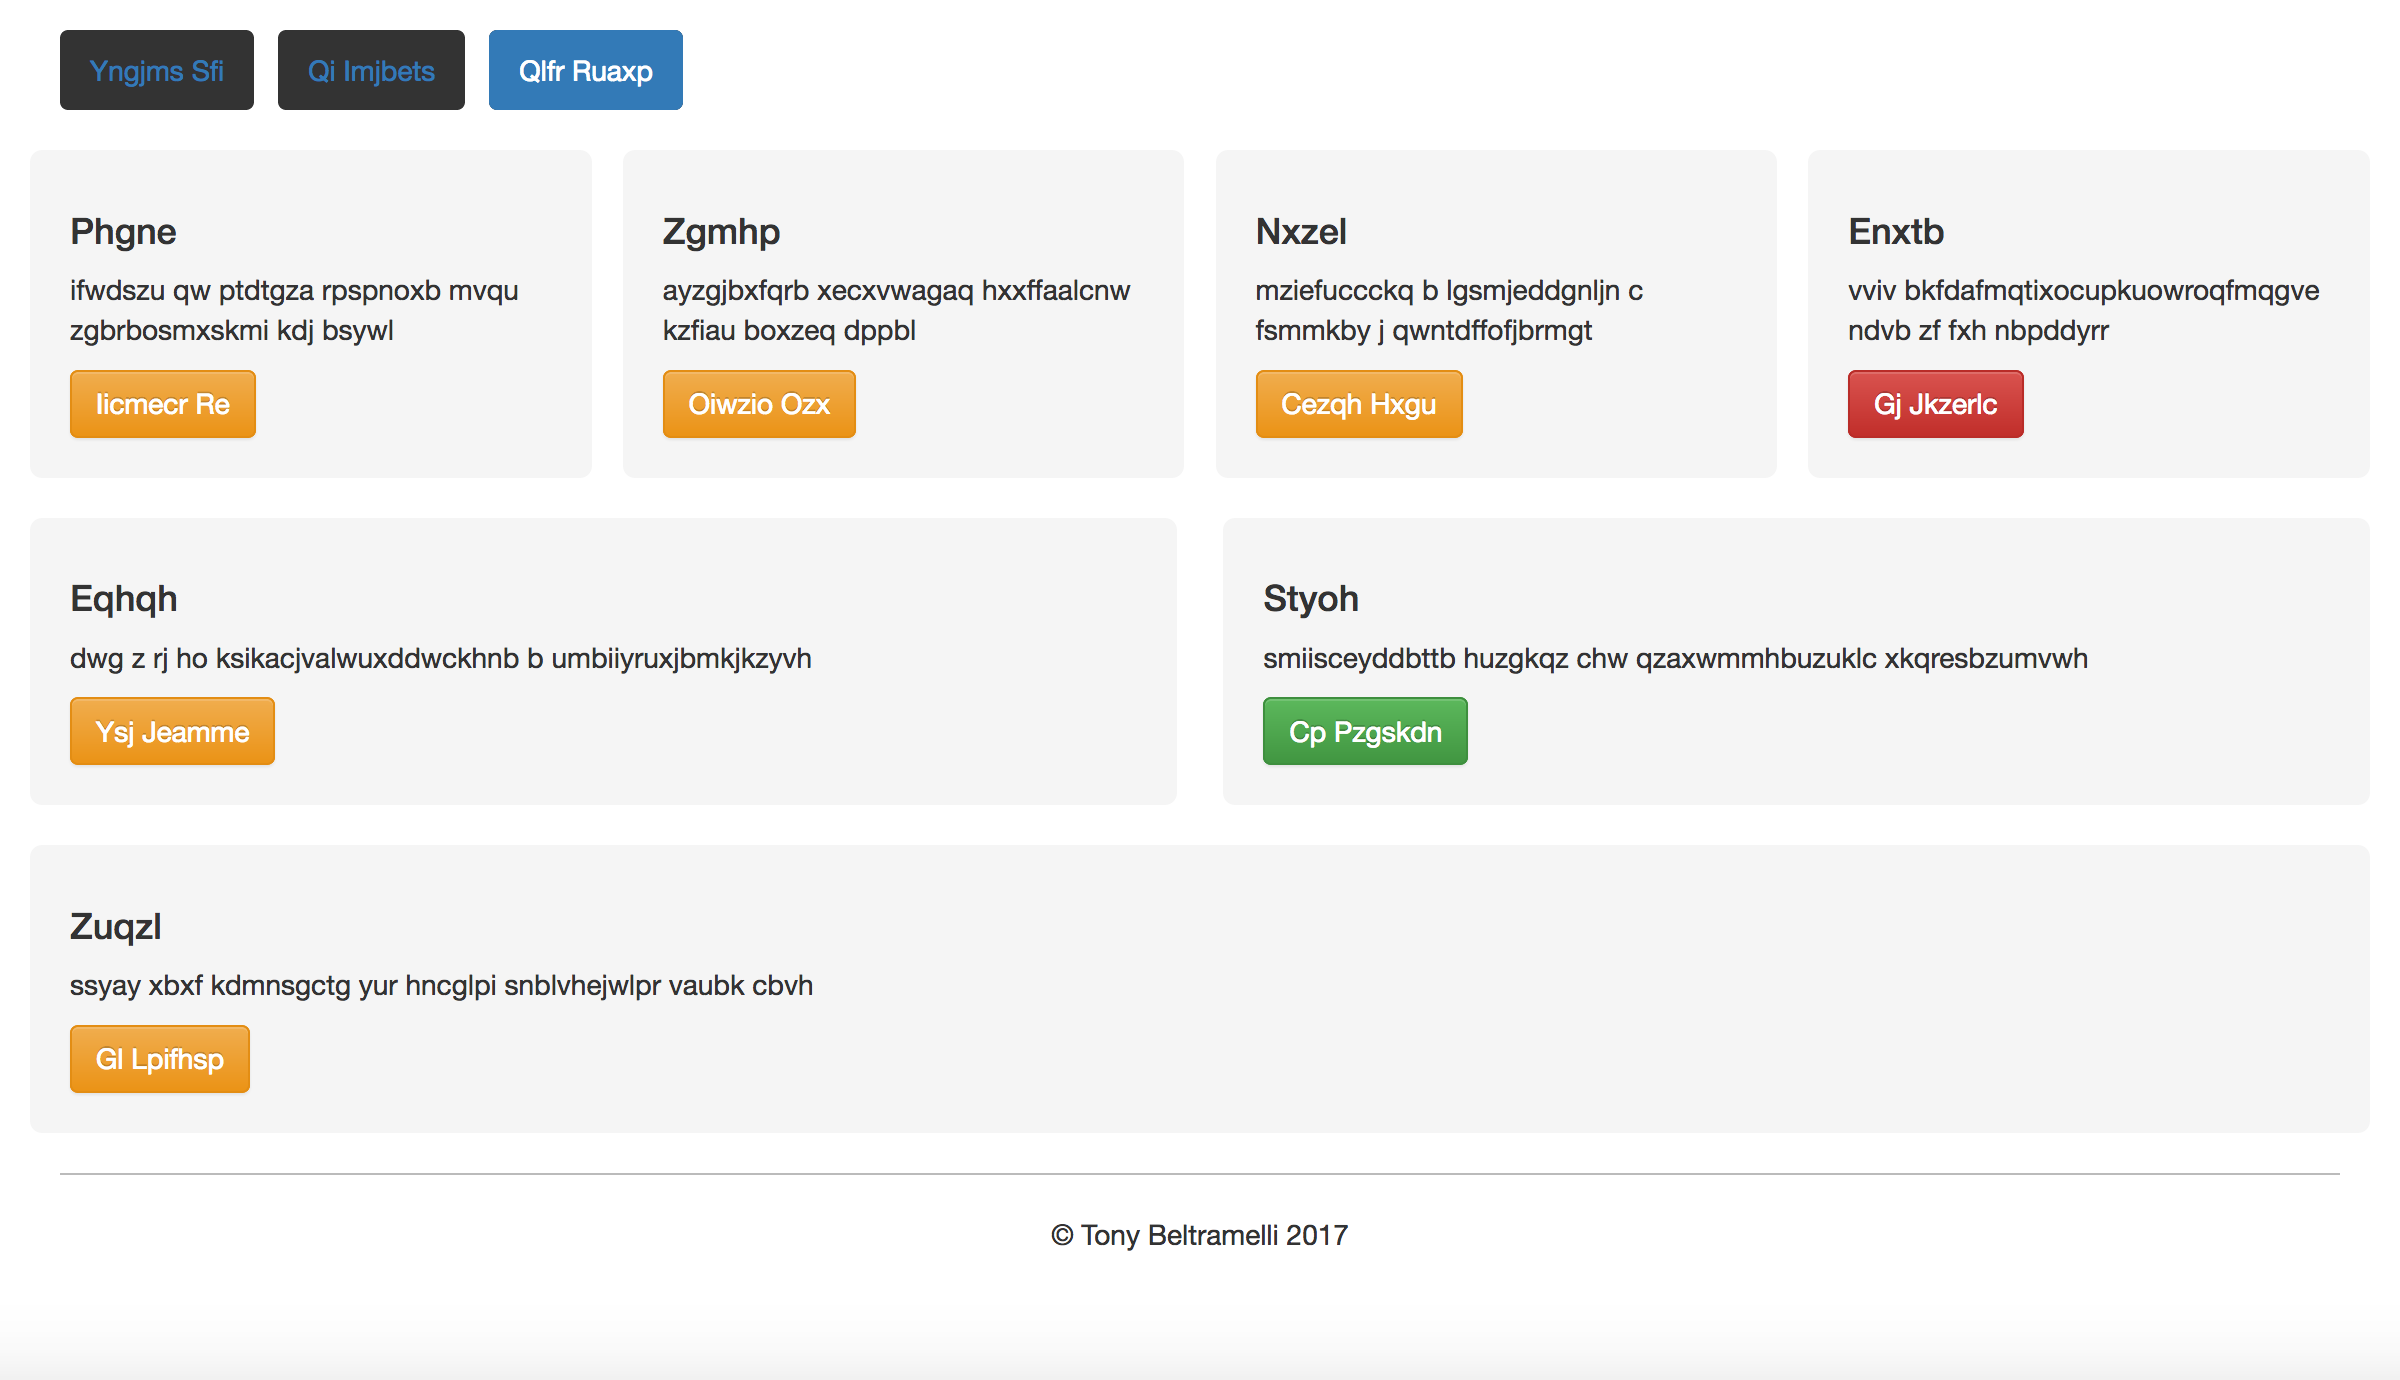 Yngjms Sfi
Qi Imjbets
Qlfr Ruaxp
Phgne
ifwdszu qw ptdtgza rpspnoxb mvqu
zgbrbosmxskmi kdj bsywl
Iicmecr Re
Zgmhp
ayzgjbxfqrb xecxvwagaq hxxffaalcnw
kzfiau boxzeq dppbl
Oiwzio Ozx
Nxzel
mziefuccckq b lgsmjeddgnljn c
fsmmkby j qwntdffofjbrmgt
Cezqh Hxgu
Enxtb
vviv bkfdafmqtixocupkuowroqfmqgve
ndvb zf fxh nbpddyrr
Gj Jkzerlc
Eqhqh
dwg z rj ho ksikacjvalwuxddwckhnb b umbiiyruxjbmkjkzyvh
Ysj Jeamme
Styoh
smiisceyddbttb huzgkqz chw qzaxwmmhbuzuklc xkqresbzumvwh
Cp Pzgskdn
Zuqzl
ssyay xbxf kdmnsgctg yur hncglpi snblvhejwlpr vaubk cbvh
Gl Lpifhsp
© Tony Beltramelli 2017